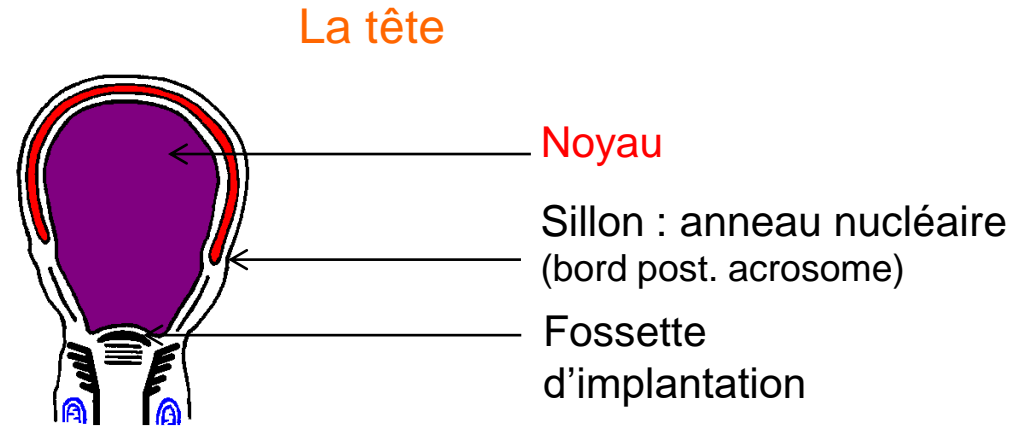 La tête
Noyau
Sillon : anneau nucléaire
(bord post. acrosome)
Fossette
d’implantation